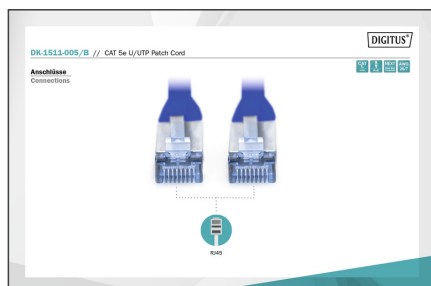 DIGITUS®
DK-1511-005/B // CAT 5e U/UTP Patch Cord
Anschlüsse
Connections
RJ45